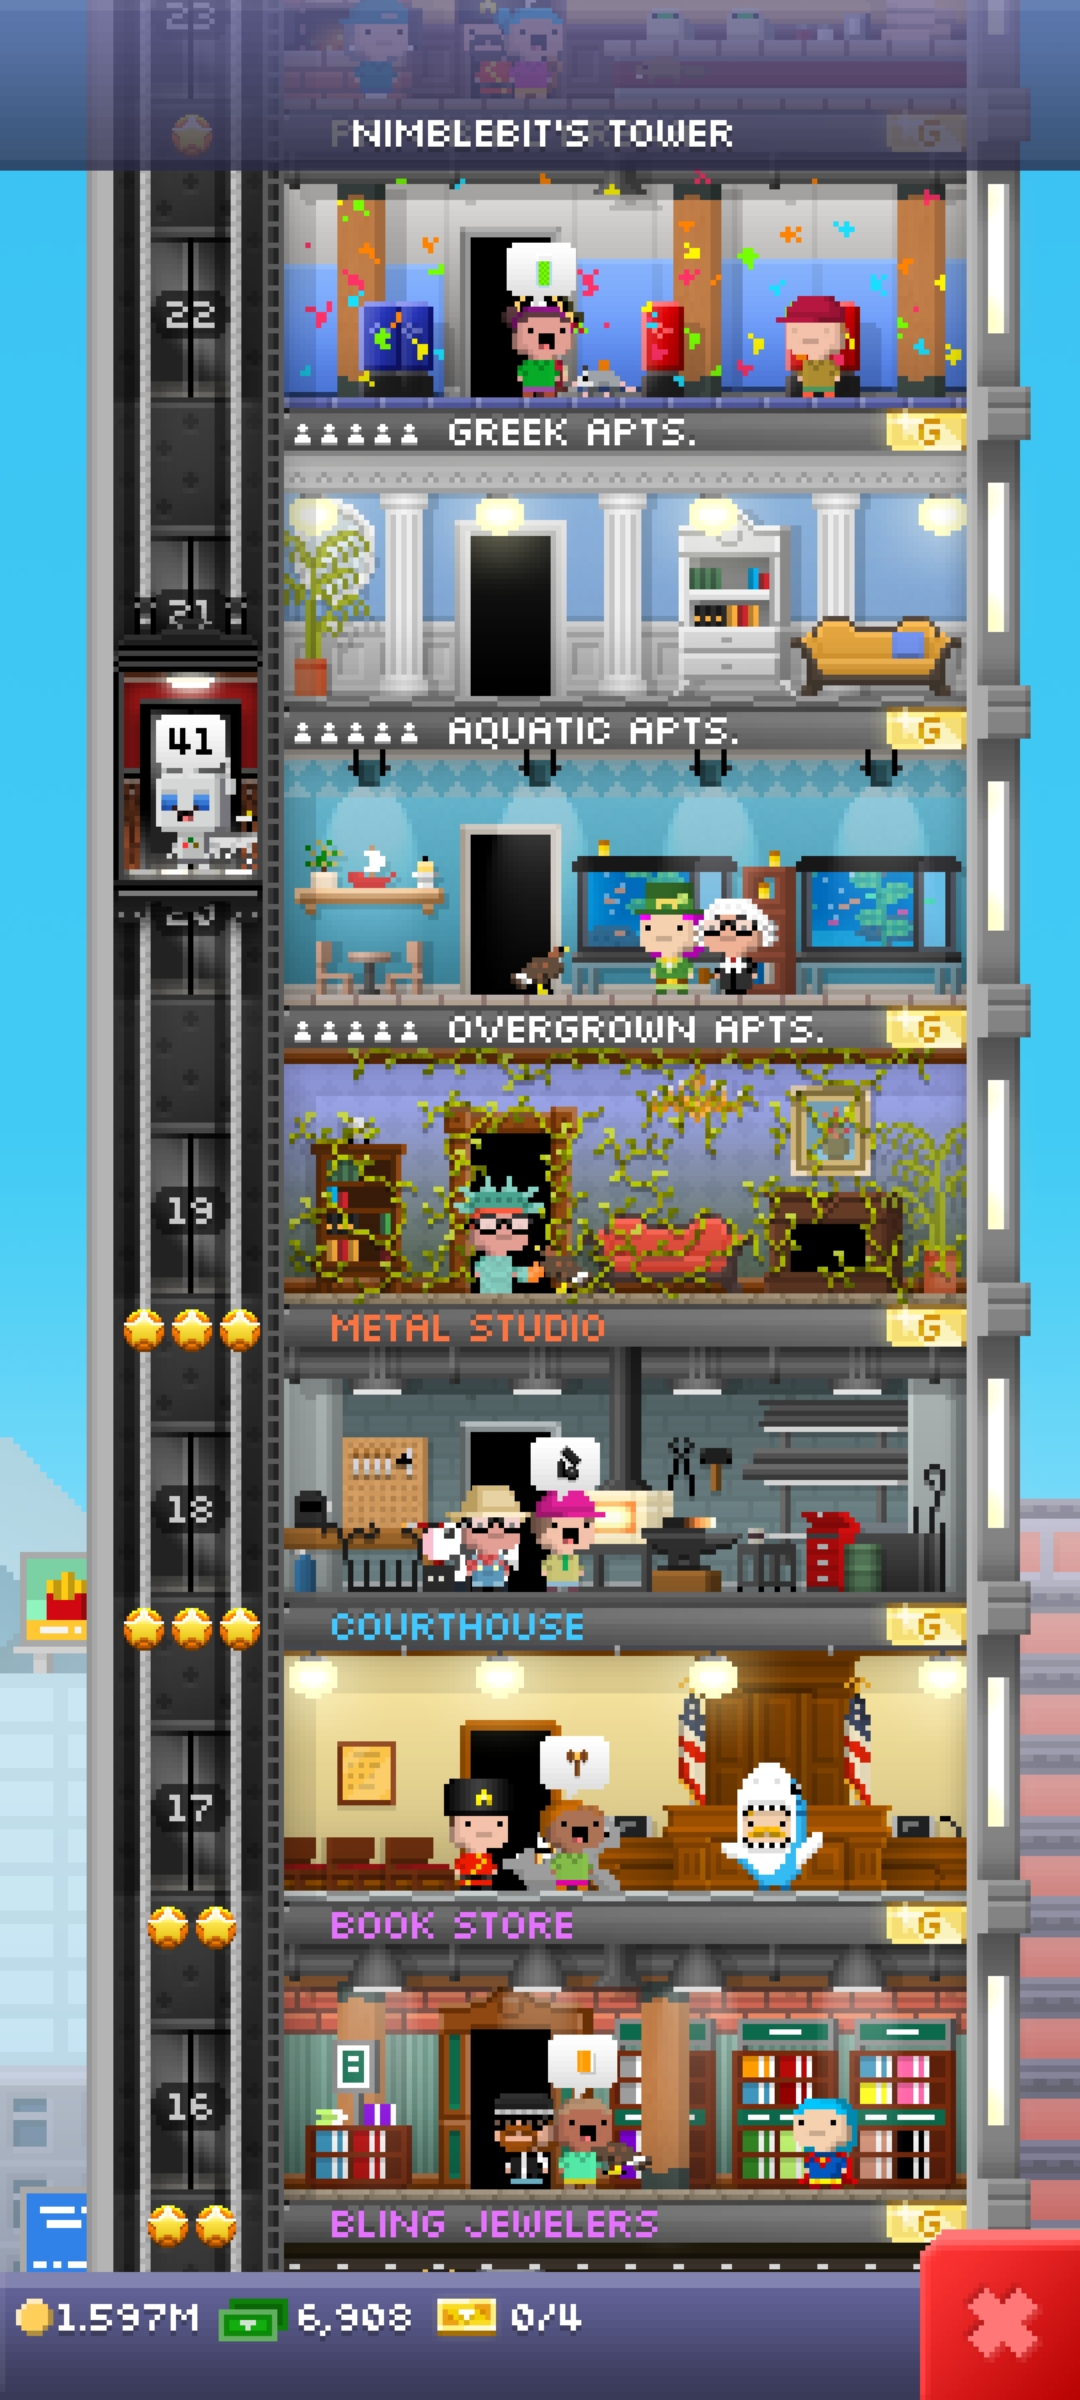 23
NIMBLEBIT'S TOWER
G
22
GREEK APTS.
G
21
41
AQUATIC APTS.
G
20
OVERGROWN APTS.
G
19
METAL STUDIO
G
18
COURTHOUSE
G
17
BOOK STORE
G
8
16
BLING JEWELERS
G
1.597M 6,908 0/4